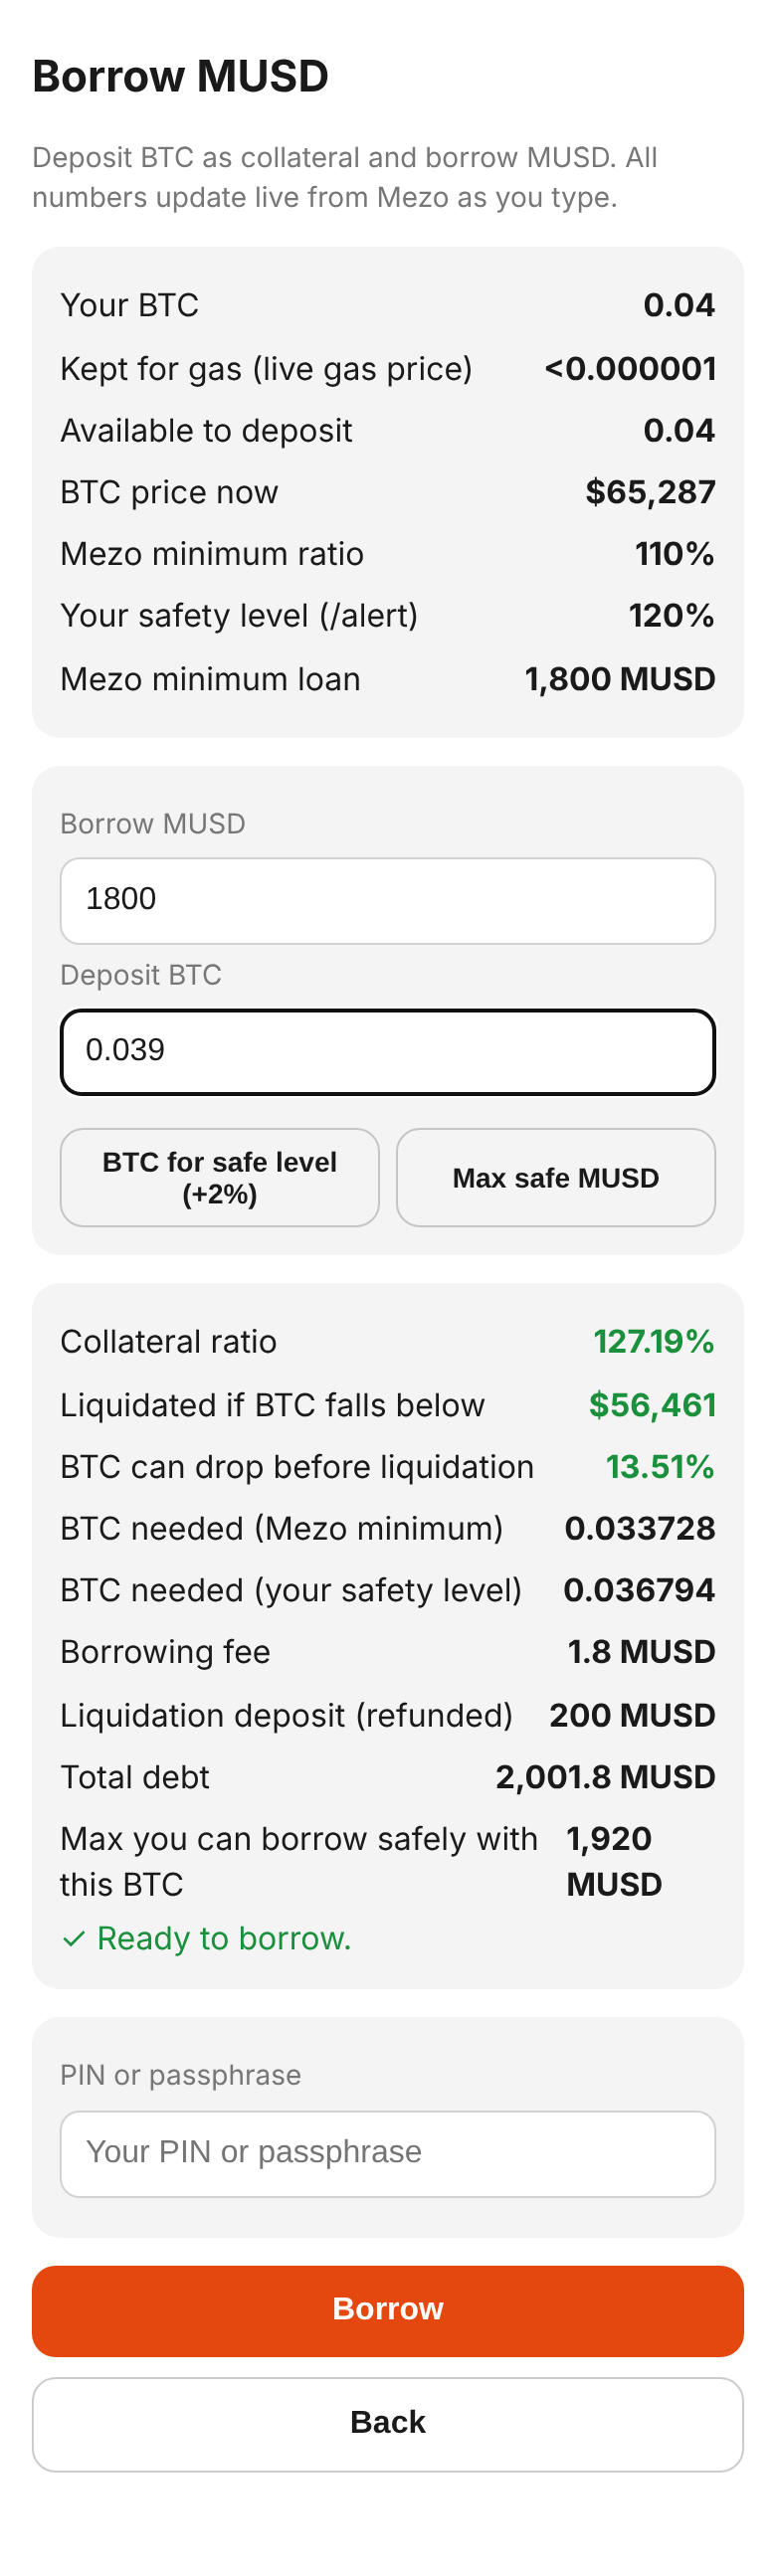 Borrow MUSD
Deposit BTC as collateral and borrow MUSD. All
numbers update live from Mezo as you type.
Your BTC 0.04
Kept for gas (live gas price) <0.000001
Available to deposit 0.04
BTC price now $65,287
Mezo minimum ratio 110%
Your safety level (/alert) 120%
Mezo minimum loan 1,800 MUSD
Borrow MUSD
1800
Deposit BTC
0.039
BTC for safe level
(+2%)
Max safe MUSD
Collateral ratio 127.19%
Liquidated if BTC falls below $56,461
BTC can drop before liquidation 13.51%
BTC needed (Mezo minimum) 0.033728
BTC needed (your safety level) 0.036794
Borrowing fee 1.8 MUSD
Liquidation deposit (refunded) 200 MUSD
Total debt 2,001.8 MUSD
Max you can borrow safely with 1,920
this BTC MUSD
✓ Ready to borrow.
PIN or passphrase
Your PIN or passphrase
Borrow
Back